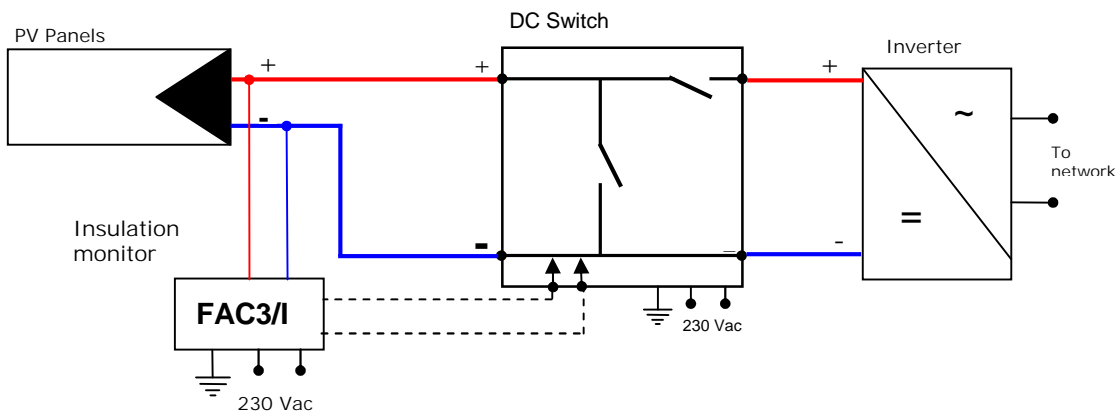 DC Switch
PV Panels
Inverter
+
+
+
-
~
To
network
=
Insulation
monitor
-
-
-
FAC3/I
230 Vac
230 Vac